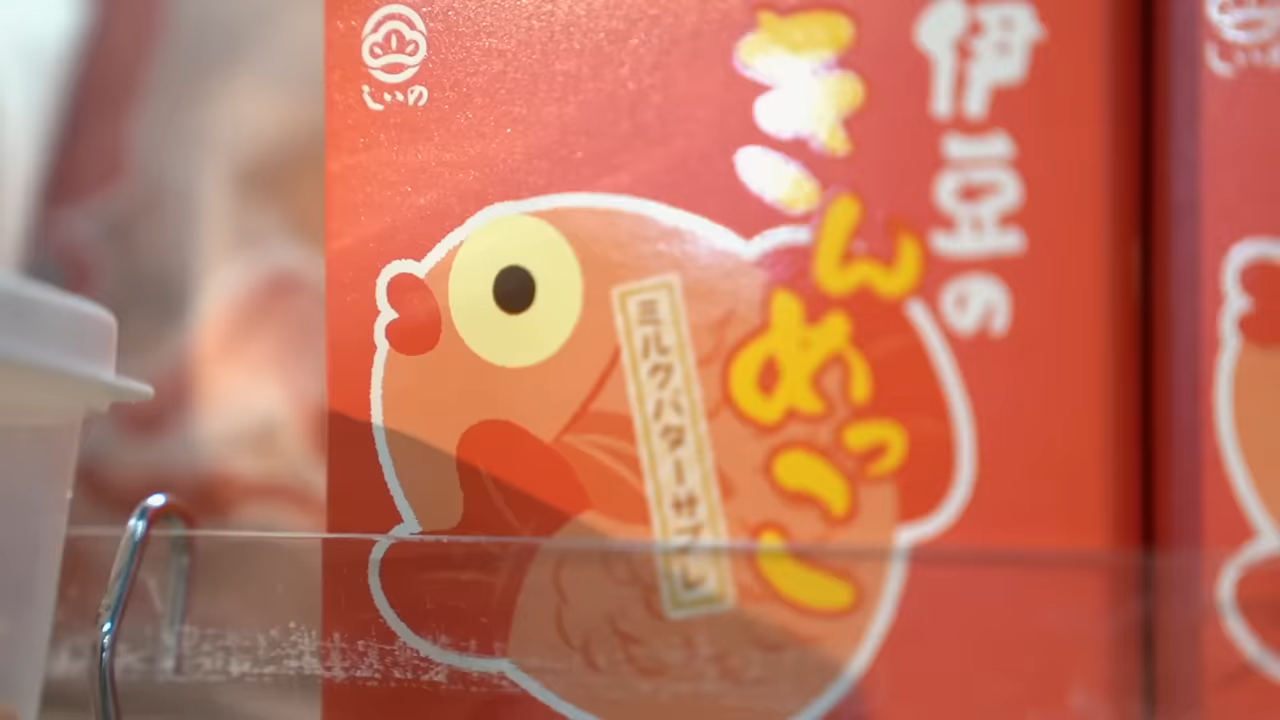 伊豆の
きんめっこ
ミルクバターサブレ
しいの